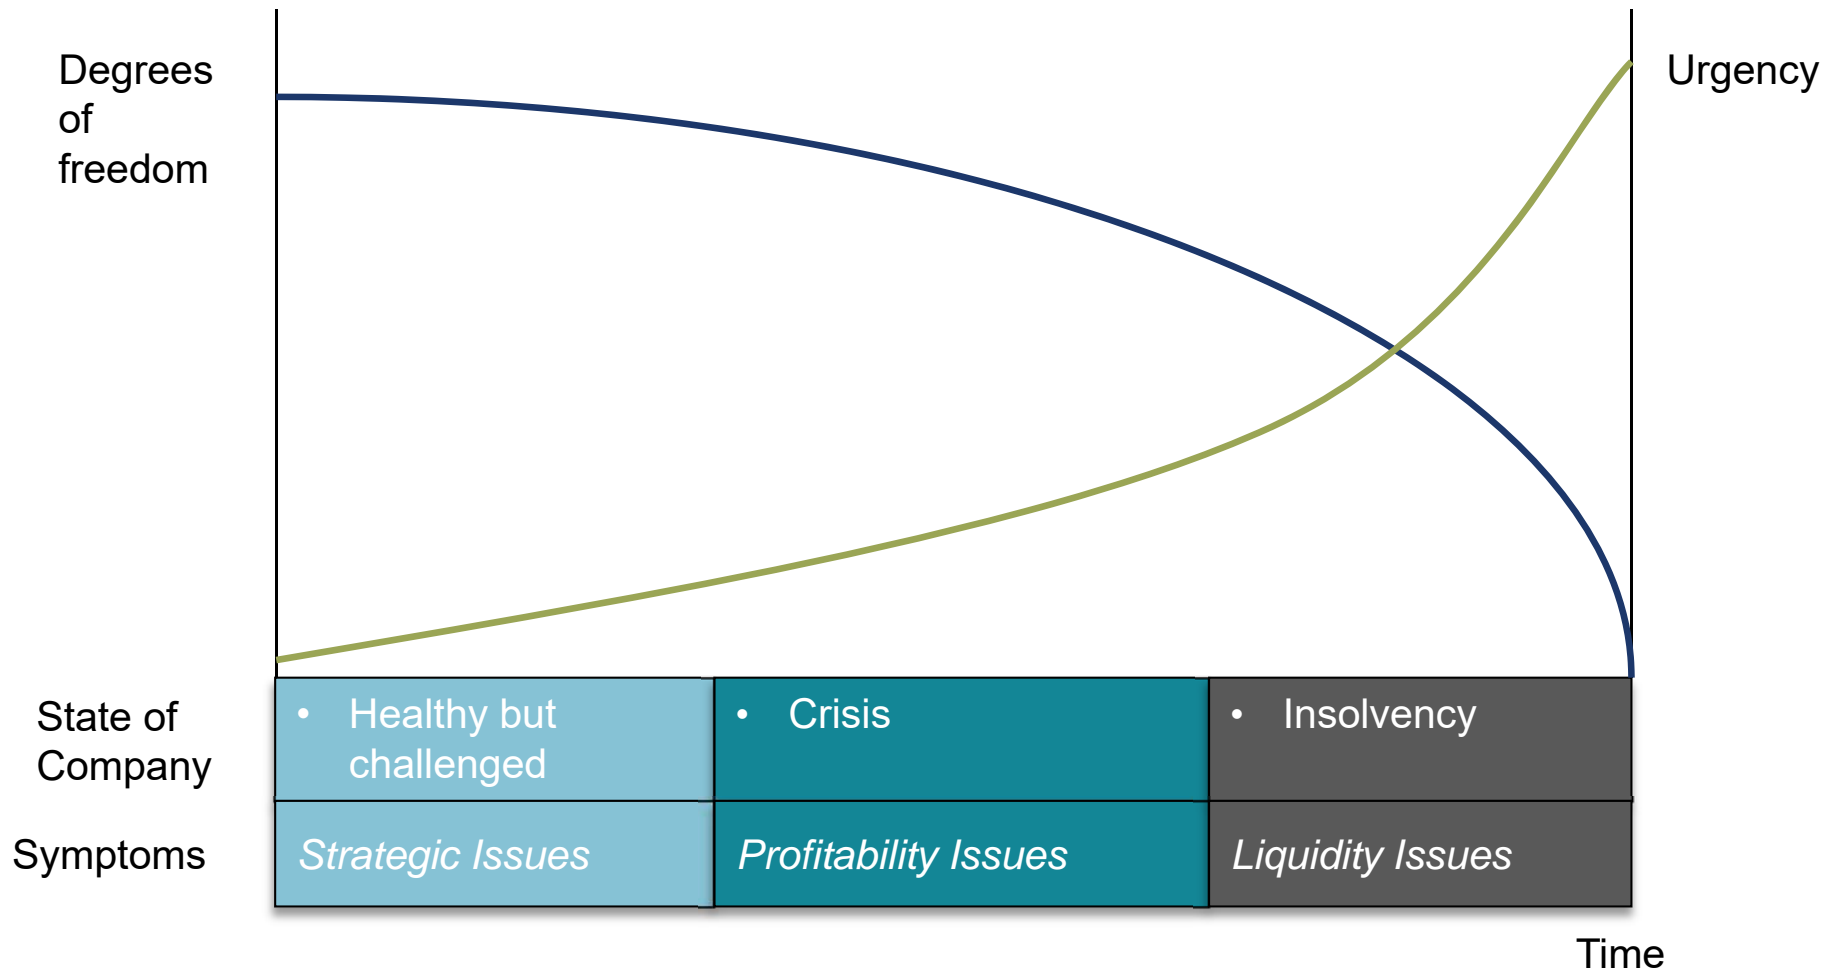 Degrees
of
freedom
Urgency
State of
Company
• Healthy but
challenged
• Crisis
• Insolvency
Symptoms
Strategic Issues
Profitability Issues
Liquidity Issues
Time